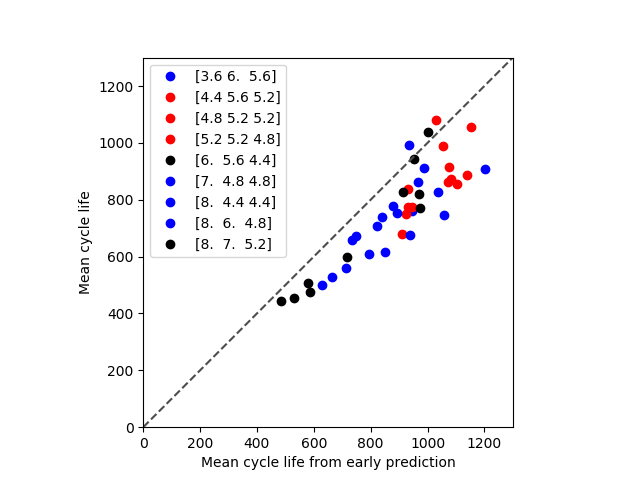 [3.6 6.  5.6]
[4.4 5.6 5.2]
[4.8 5.2 5.2]
[5.2 5.2 4.8]
[6.  5.6 4.4]
[7.  4.8 4.8]
[8.  4.4 4.4]
[8.  6.  4.8]
[8.  7.  5.2]
Mean cycle life
1200
1000
800
600
400
200
0
0 200 400 600 800 1000 1200
Mean cycle life from early prediction